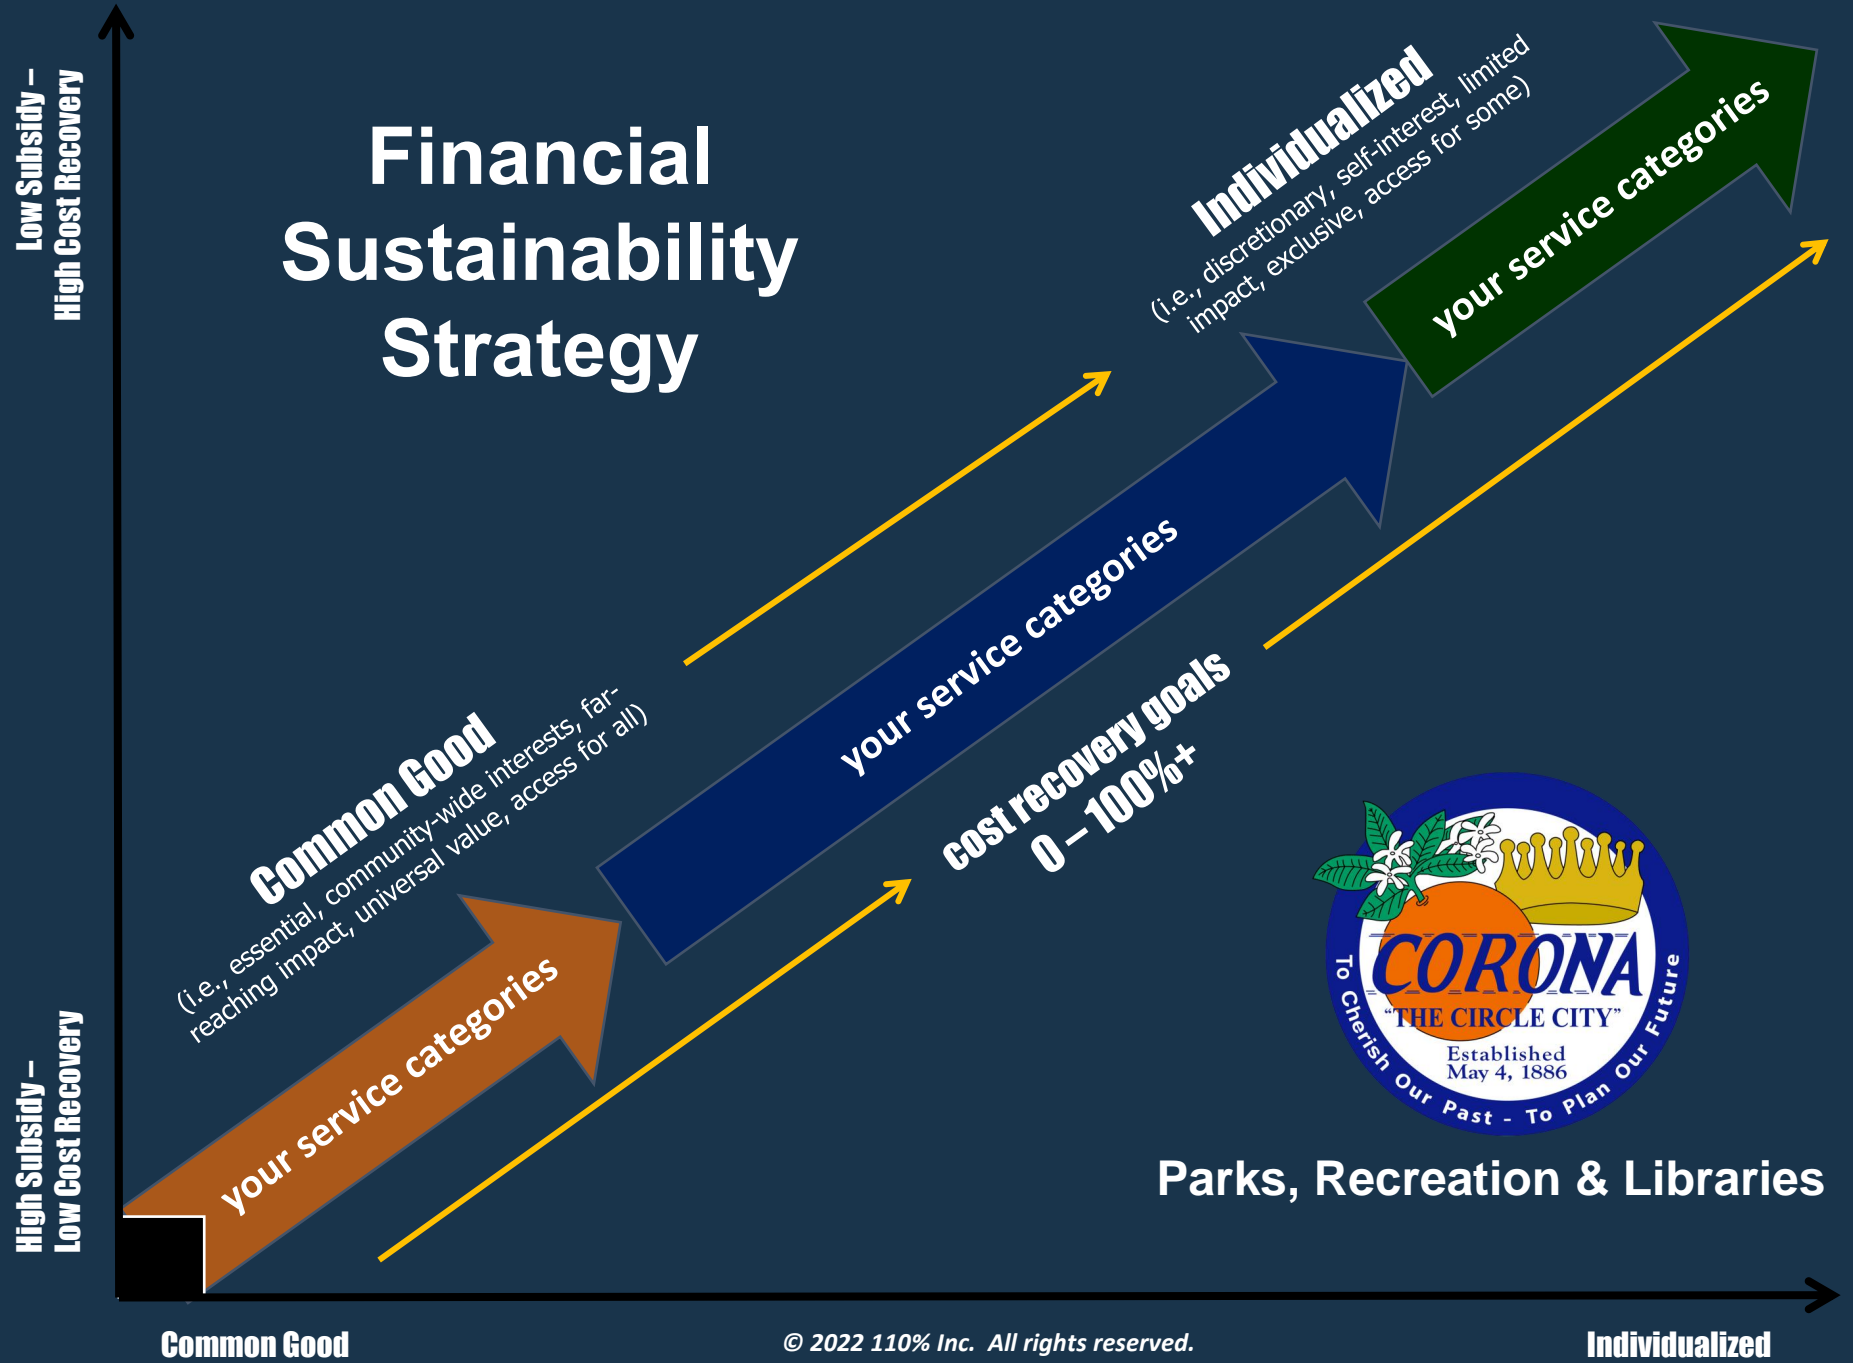 Low Subsidy –
High Cost Recovery
Financial
Sustainability
Strategy
Individualized
(i.e., discretionary, self-interest, limited
impact, exclusive, access for some)
your service categories
your service categories
Common Good
(i.e., essential, community-wide interests, far-
reaching impact, universal value, access for all)
your service categories
cost recovery goals
0 – 100%+
CORONA
"THE CIRCLE CITY"
Established
May 4, 1886
To Cherish Our Past - To Plan Our Future
Parks, Recreation & Libraries
High Subsidy –
Low Cost Recovery
Common Good
© 2022 110% Inc.  All rights reserved.
Individualized